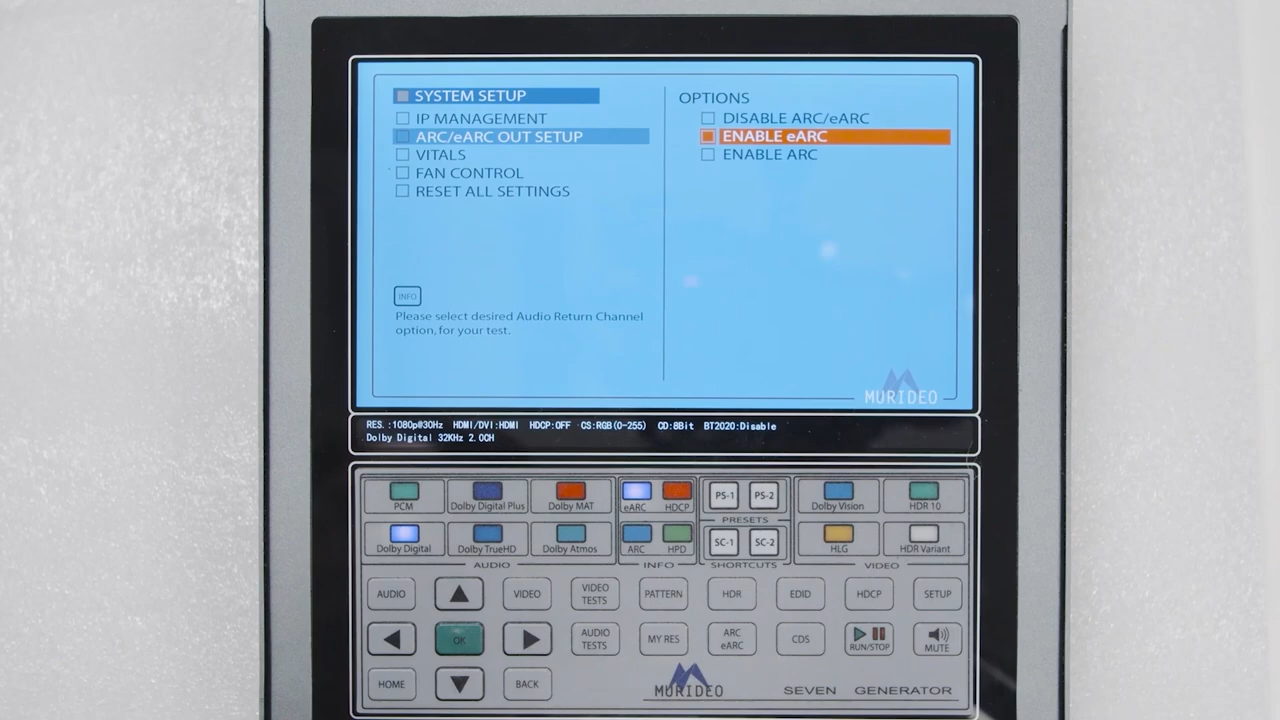 SYSTEM SETUP
IP MANAGEMENT
ARC/eARC OUT SETUP
VITALS
FAN CONTROL
RESET ALL SETTINGS
OPTIONS
DISABLE ARC/eARC
ENABLE eARC
ENABLE ARC
INFO
Please select desired Audio Return Channel
option, for your test.
MURIDEO
RES.:1080p@30Hz HDMI/DVI:HDMI HDCP:OFF CS:RGB(0-255) CD:8Bit BT2020:Disable
Dolby Digital 32KHz 2.0CH
PCM Dolby Digital Plus Dolby MAT eARC HDCP PS-1 PS-2 Dolby Vision HDR 10
PRESETS
Dolby Digital Dolby TrueHD Dolby Atmos ARC HPD SC-1 SC-2 HLG HDR Variant
AUDIO INFO SHORTCUTS VIDEO
AUDIO VIDEO VIDEO TESTS PATTERN HDR EDID HDCP SETUP
OK AUDIO TESTS MY RES ARC eARC CDS RUN/STOP MUTE
HOME BACK MURIDEO SEVEN GENERATOR